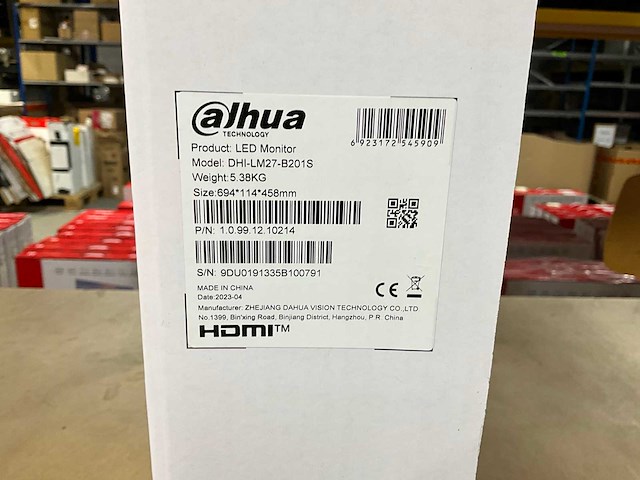 alhua
TECHNOLOGY
6 923172 545909
Product: LED Monitor
Model: DHI-LM27-B201S
Weight:5.38KG
Size:694*114*458mm
P/N: 1.0.99.12.10214
S/N: 9DU0191335B100791
MADE IN CHINA
Date:2023-04
CE
Manufacturer: ZHEJIANG DAHUA VISION TECHNOLOGY CO.,LTD
No.1399, Bin'xing Road, Binjiang District, Hangzhou, P.R. China
HDMI™